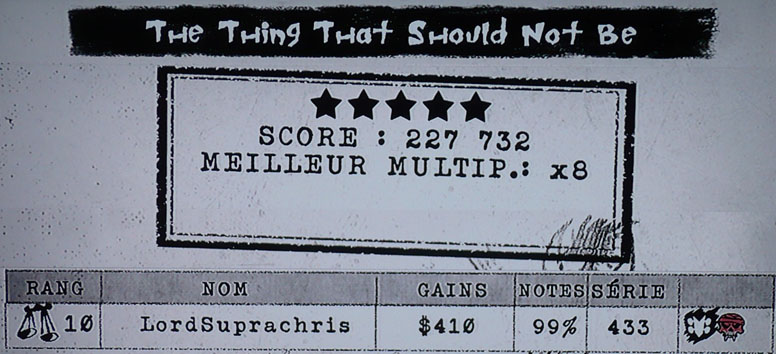 The Thing That Should Not Be
SCORE : 227 732
MEILLEUR MULTIP.: x8
RANG NOM GAINS NOTES SÉRIE
10 LordSuprachris $410 99% 433